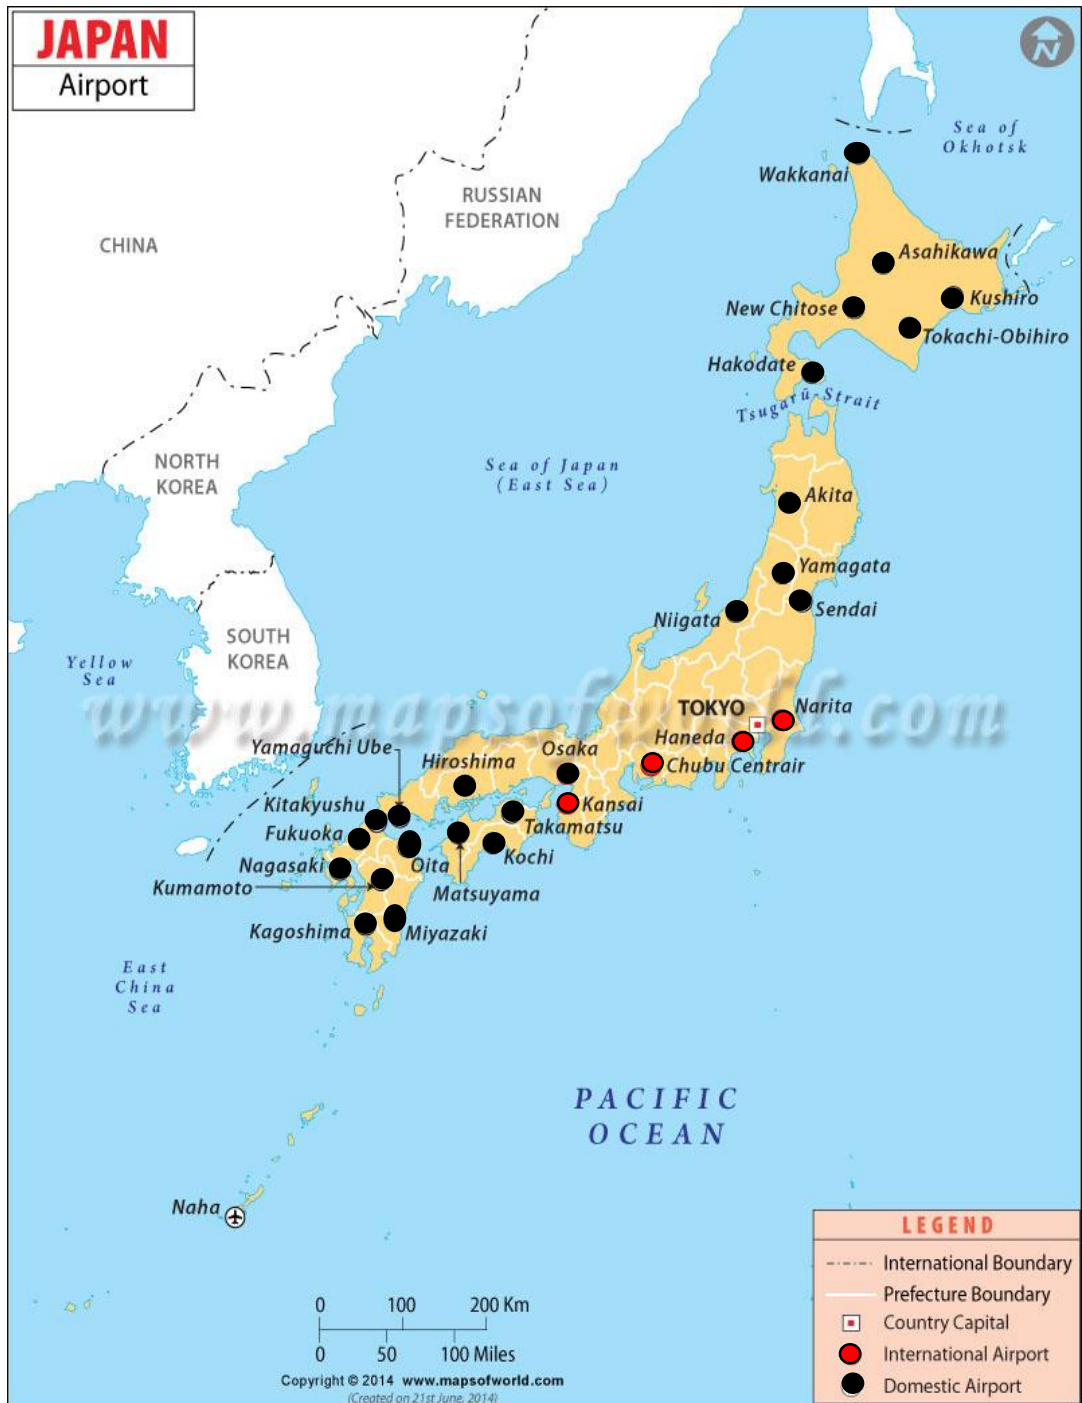 JAPAN
Airport
N
Sea of
Okhotsk
Wakkanai
RUSSIAN
FEDERATION
CHINA
Asahikawa
Kushiro
New Chitose
Tokachi-Obihiro
Hakodate
Tsugarū-Strait
NORTH
KOREA
Sea of Japan
(East Sea)
Akita
Yamagata
Sendai
Niigata
SOUTH
KOREA
Yellow
Sea
www.mapsofworld.com
TOKYO
Narita
Haneda
Yamaguchi Ube
Hiroshima
Osaka
Chubu Centrair
Kitakyushu
Kansai
Fukuoka
Takamatsu
Nagasaki
Oita
Kochi
Kumamoto
Matsuyama
Kagoshima
Miyazaki
East
China
Sea
PACIFIC
OCEAN
Naha
LEGEND
International Boundary
Prefecture Boundary
Country Capital
International Airport
Domestic Airport
0 100 200 Km
0 50 100 Miles
Copyright © 2014 www.mapsofworld.com
(Created on 21st June, 2014)